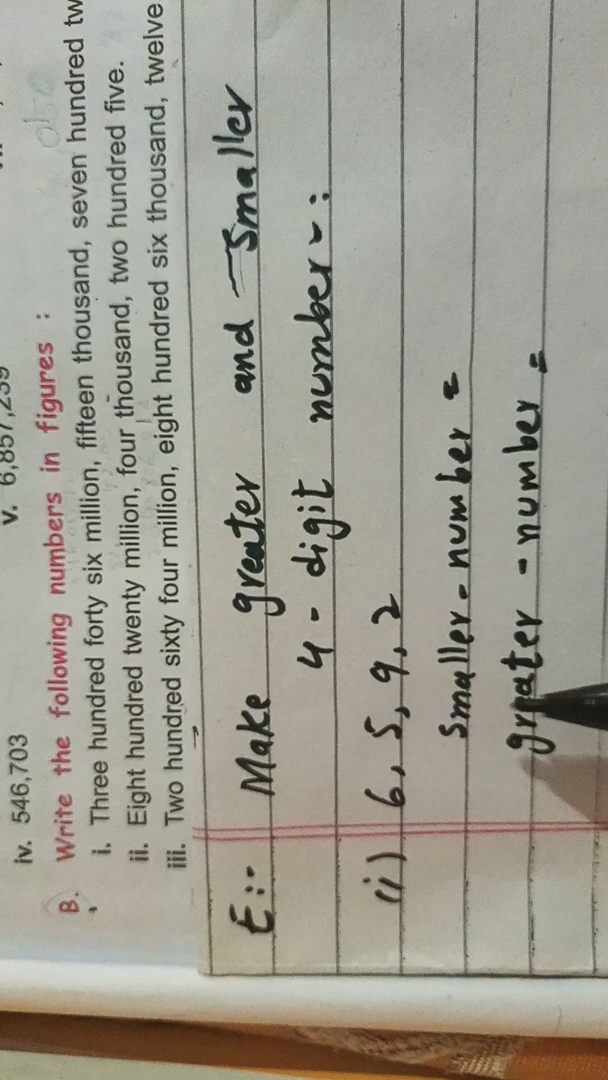 iv. 546,703
v. 6,857,239
B. Write the following numbers in figures :
i. Three hundred forty six million, fifteen thousand, seven hundred tw
ii. Eight hundred twenty million, four thousand, two hundred five.
iii. Two hundred sixty four million, eight hundred six thousand, twelve
E:- Make greater and Smaller
4 - digit number - :
(i) 6, 5, 9, 2
Smaller - number =
greater - number =